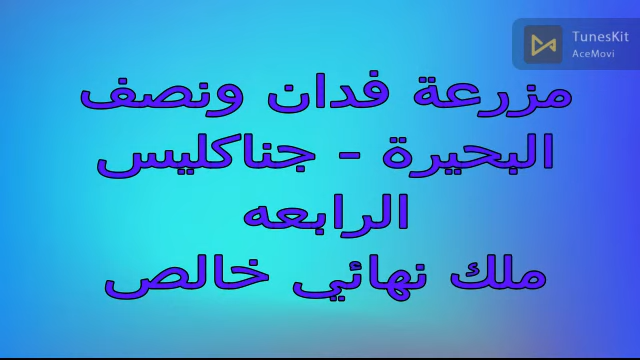 TunesKit
AceMovi
مزرعة فدان ونصف
البحيرة - جناكليس
الرابعه
ملك نهائي خالص